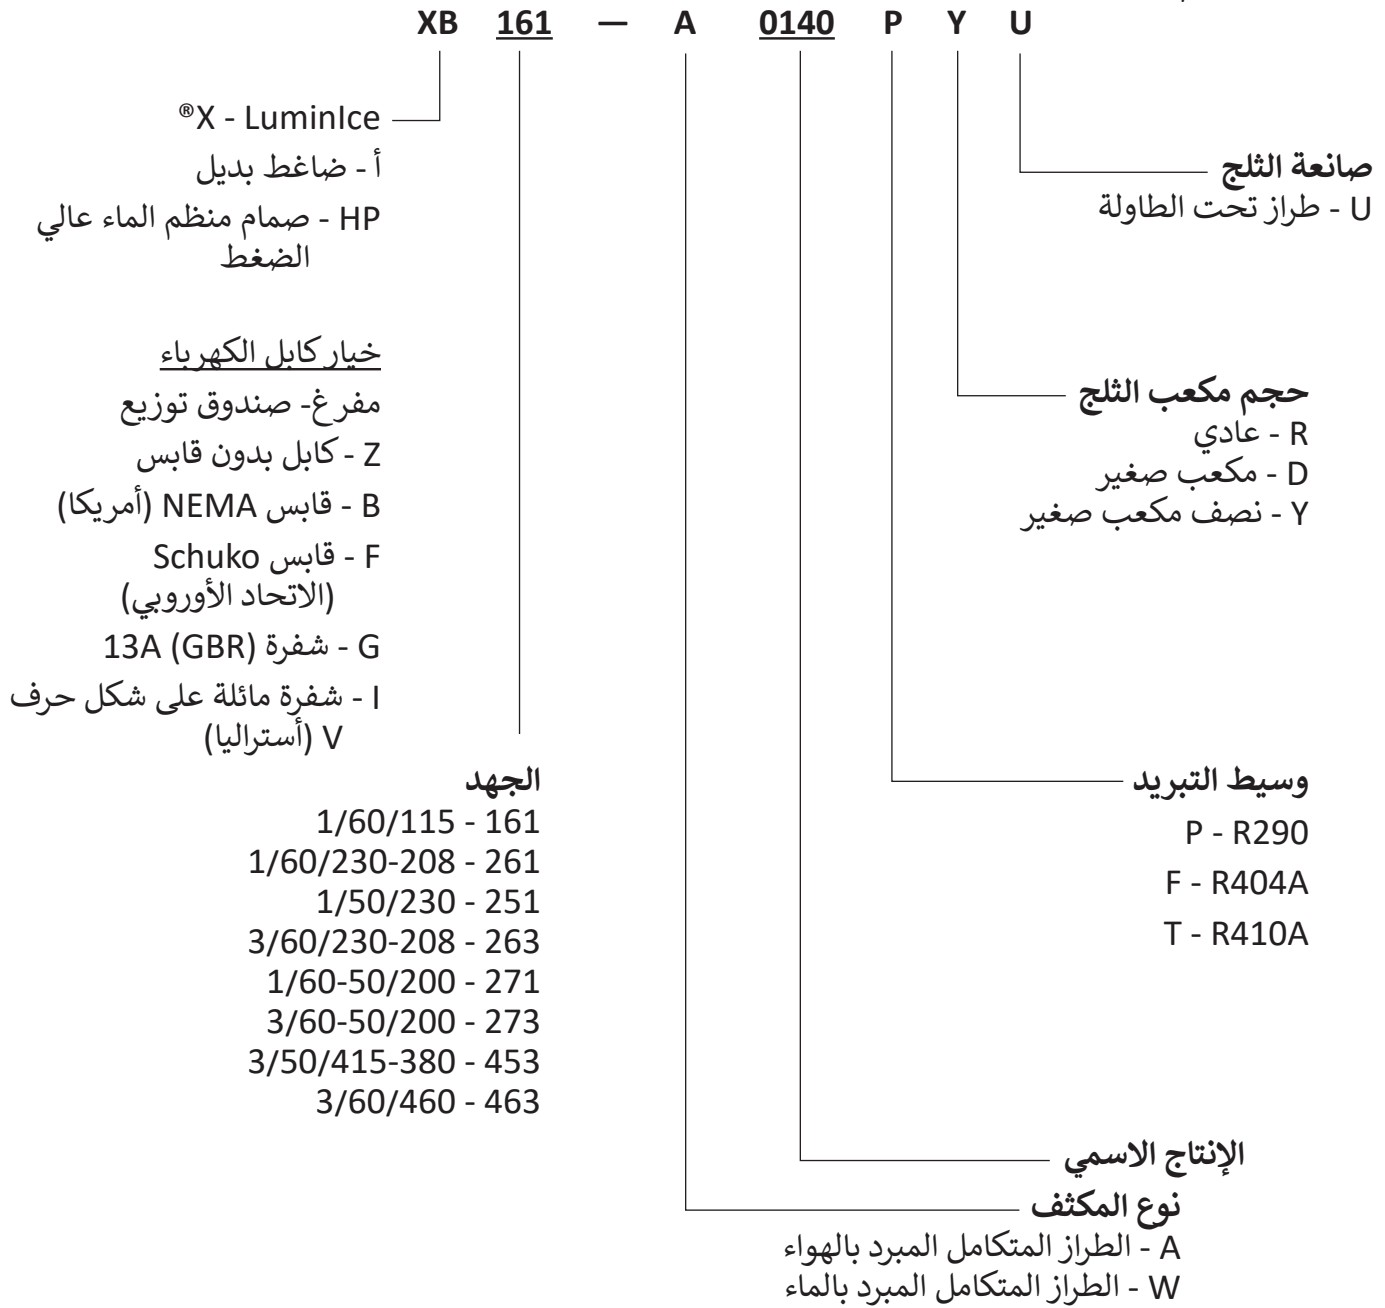 XB 161 — A 0140 P Y U
X - LuminIce®
أ - ضاغط بديل
HP - صمام منظم الماء عالي
الضغط
خيار كابل الكهرباء
مفرغ- صندوق توزيع
Z - كابل بدون قابس
B - قابس NEMA (أمريكا)
F - قابس Schuko
(الاتحاد الأوروبي)
G - شفرة 13A (GBR)
I - شفرة مائلة على شكل حرف
V (أستراليا)
الجهد
161 - 1/60/115
261 - 1/60/230-208
251 - 1/50/230
263 - 3/60/230-208
271 - 1/60-50/200
273 - 3/60-50/200
453 - 3/50/415-380
463 - 3/60/460
صانعة الثلج
U - طراز تحت الطاولة
حجم مكعب الثلج
R - عادي
D - مكعب صغير
Y - نصف مكعب صغير
وسيط التبريد
P - R290
F - R404A
T - R410A
الإنتاج الاسمي
نوع المكثف
A - الطراز المتكامل المبرد بالهواء
W - الطراز المتكامل المبرد بالماء